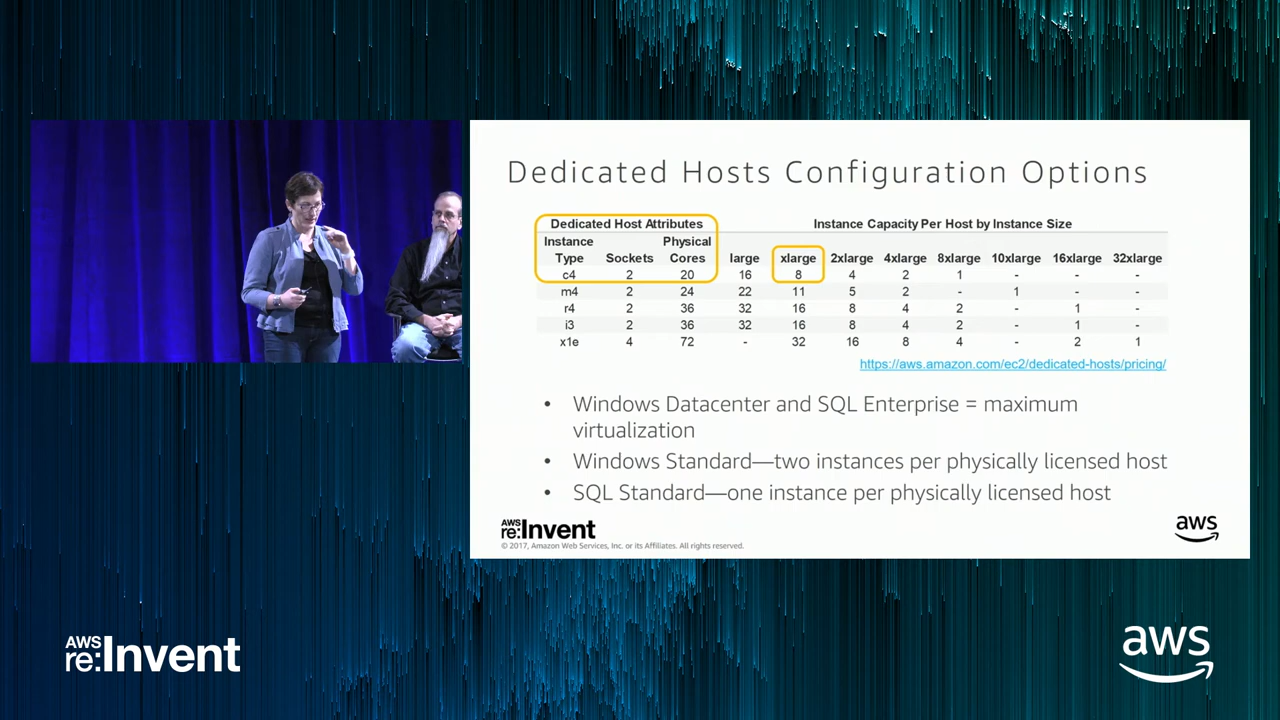 Dedicated Hosts Configuration Options
Dedicated Host Attributes Instance Capacity Per Host by Instance Size
Instance Type Sockets Physical Cores large xlarge 2xlarge 4xlarge 8xlarge 10xlarge 16xlarge 32xlarge
c4 2 20 16 8 4 2 1 - - -
m4 2 24 22 11 5 2 - 1 - -
r4 2 36 32 16 8 4 2 - 1 -
i3 2 36 32 16 8 4 2 - 1 -
x1e 4 72 - 32 16 8 4 - 2 1
https://aws.amazon.com/ec2/dedicated-hosts/pricing/
• Windows Datacenter and SQL Enterprise = maximum
virtualization
• Windows Standard—two instances per physically licensed host
• SQL Standard—one instance per physically licensed host
AWS
re:Invent
aws
© 2017, Amazon Web Services, Inc. or its Affiliates. All rights reserved.
AWS
re:Invent
aws